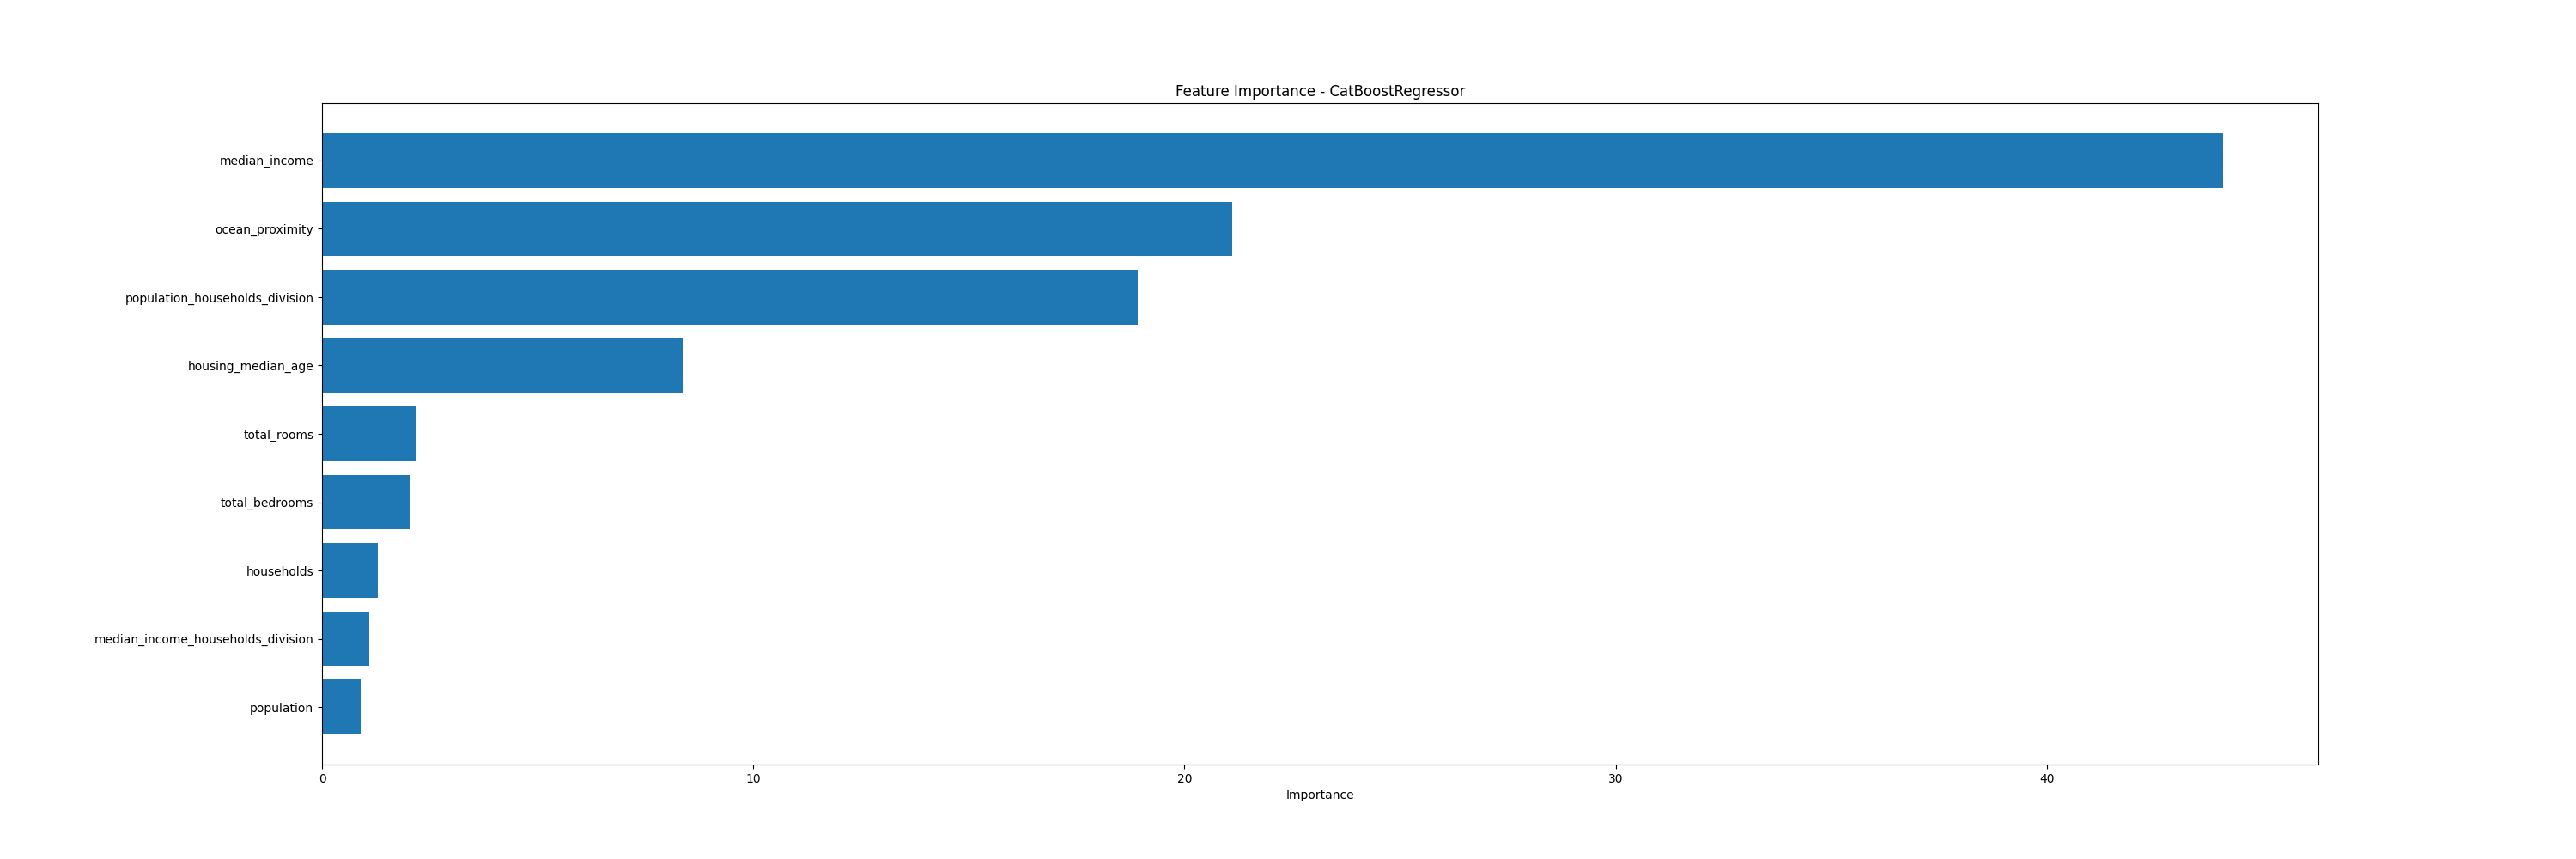 Feature Importance - CatBoostRegressor
median_income
ocean_proximity
population_households_division
housing_median_age
total_rooms
total_bedrooms
households
median_income_households_division
population
0 10 20 30 40
Importance